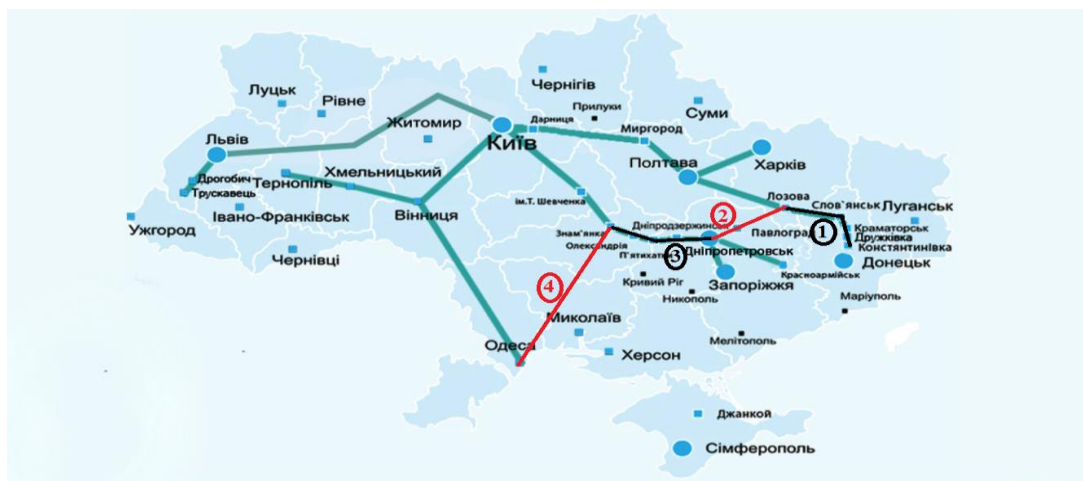 Чернігів
Луцьк
Рівне
Прилуки
Суми
Житомир
Дарниця
Київ
Миргород
Львів
Полтава
Харків
Дрогобич
Трускавець
Тернопіль
Хмельницький
Івано-Франківськ
Вінниця
ім.Т. Шевченка
Лозова
Слов`янськ
Луганськ
Ужгород
Чернівці
Знам'янка
Олександрія
Дніпродзержинськ
П'ятихатки
2
Павлоград
1
Краматорськ
Дружківка
Констянтинівка
Донецьк
3
Дніпропетровськ
Красноармійськ
4
Кривий Ріг
Запоріжжя
Никополь
Маріуполь
Миколаїв
Мелітополь
Одеса
Херсон
Джанкой
Сімферополь